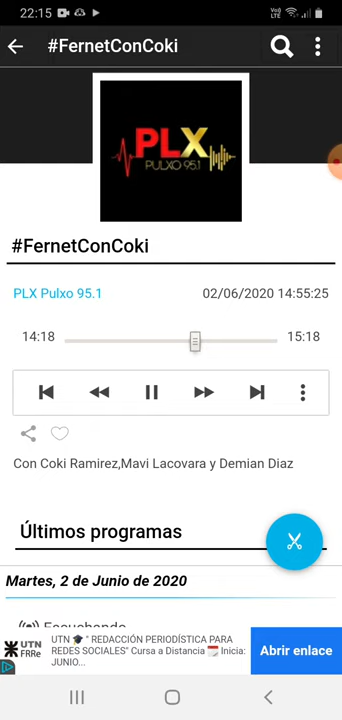 22:15
#FernetConCoki
PLX
PULXO 95.1
#FernetConCoki
PLX Pulxo 95.1
02/06/2020 14:55:25
14:18
15:18
Con Coki Ramirez,Mavi Lacovara y Demian Diaz
Últimos programas
Martes, 2 de Junio de 2020
Escuchando
UTN FRRe
UTN 🎓" REDACCIÓN PERIODÍSTICA PARA
REDES SOCIALES" Cursa a Distancia 📅 Inicia:
JUNIO...
Abrir enlace